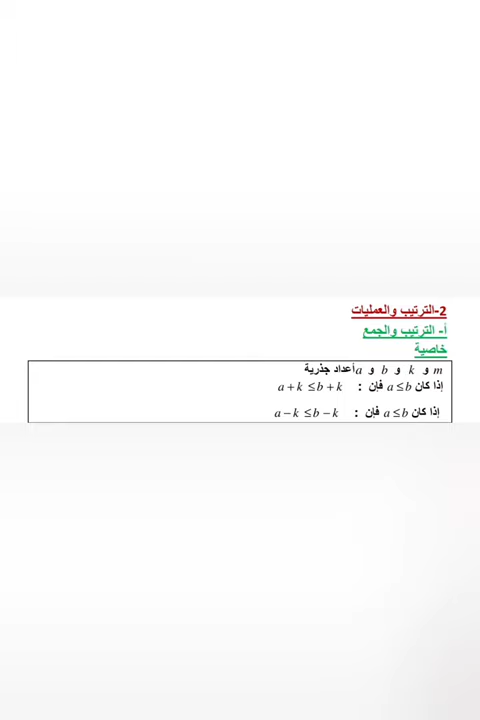 2-الترتيب والعمليات
أ- الترتيب والجمع
خاصية
m و k و b و a أعداد جذرية
إذا كان a ≤ b فإن : a + k ≤ b + k
إذا كان a ≤ b فإن : a − k ≤ b − k